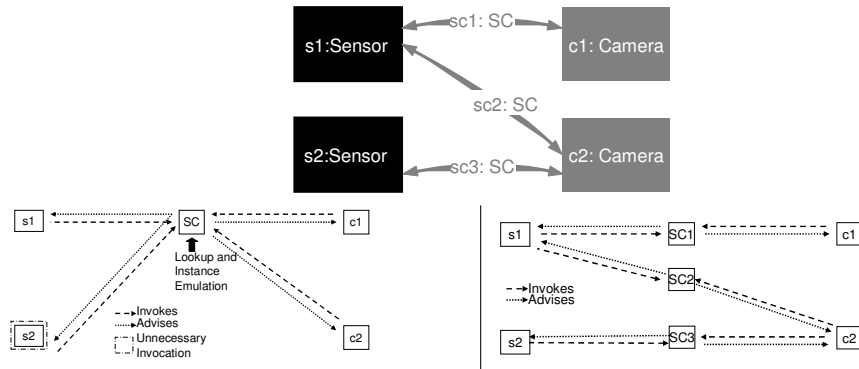 s1:Sensor
sc1: SC
c1: Camera
sc2: SC
s2:Sensor
sc3: SC
c2: Camera
s1
SC
c1
Lookup and
Instance
Emulation
Invokes
Advises
Unnecessary
Invocation
s2
c2
s1
SC1
c1
SC2
Invokes
Advises
s2
SC3
c2